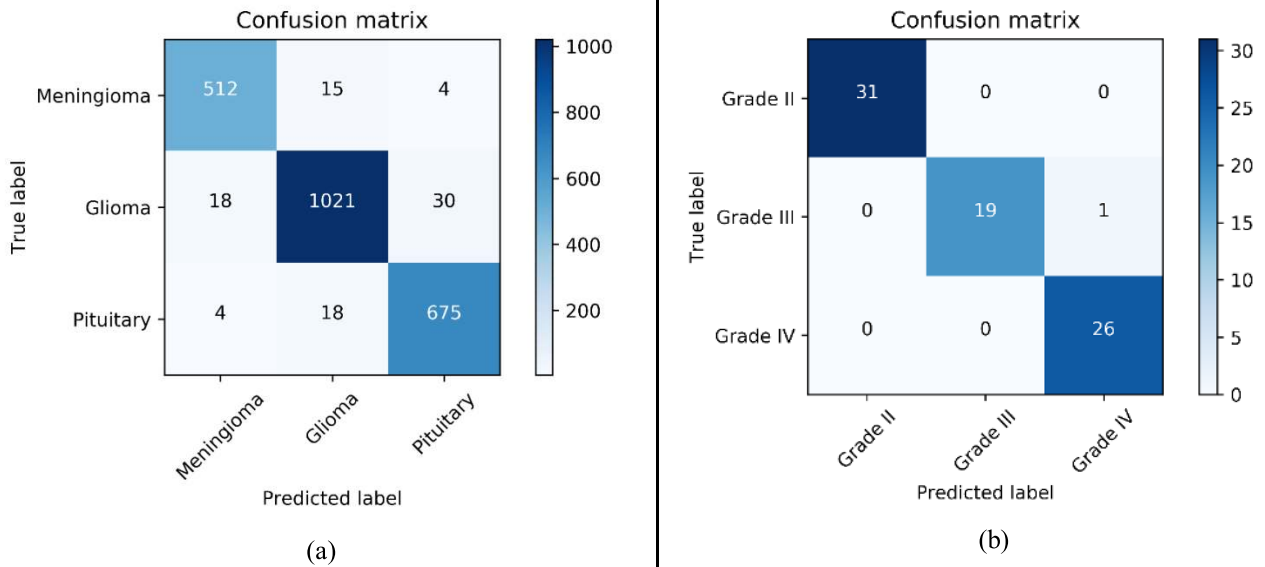 Confusion matrix
True label
Meningioma 512 15 4
Glioma 18 1021 30
Pituitary 4 18 675
Meningioma Glioma Pituitary
Predicted label
1000
800
600
400
200
(a)
Confusion matrix
True label
Grade II 31 0 0
Grade III 0 19 1
Grade IV 0 0 26
Grade II Grade III Grade IV
Predicted label
30
25
20
15
10
5
0
(b)